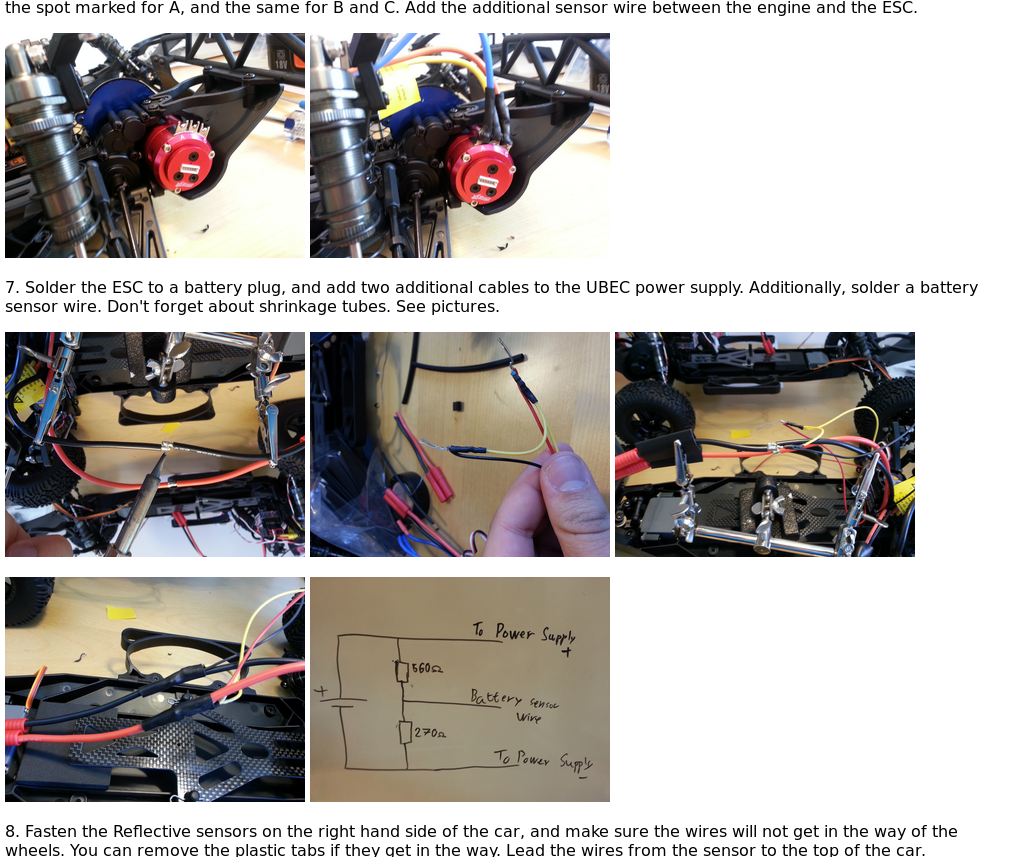 the spot marked for A, and the same for B and C. Add the additional sensor wire between the engine and the ESC.
18V
7. Solder the ESC to a battery plug, and add two additional cables to the UBEC power supply. Additionally, solder a battery
sensor wire. Don't forget about shrinkage tubes. See pictures.
To Power Supply
+
560Ω
+
Battery sensor
wire
270Ω
To Power Supply
-
8. Fasten the Reflective sensors on the right hand side of the car, and make sure the wires will not get in the way of the
wheels. You can remove the plastic tabs if they get in the way. Lead the wires from the sensor to the top of the car.